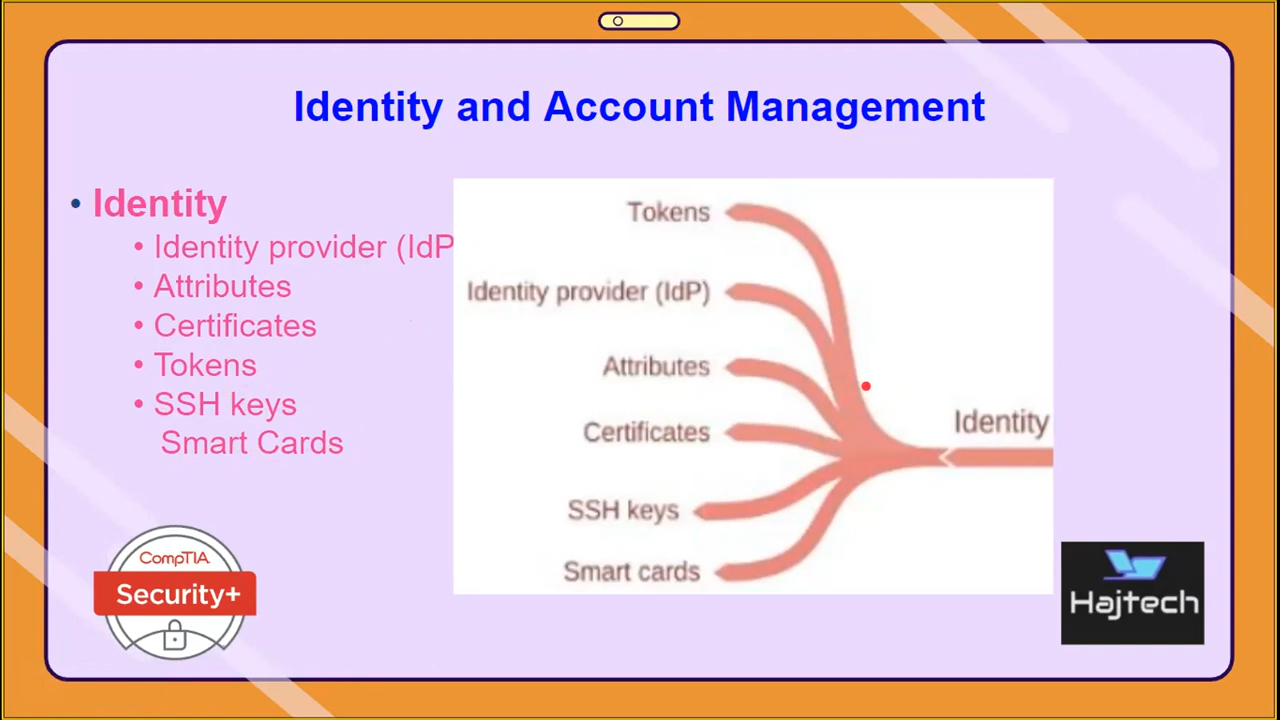 Identity and Account Management
• Identity
• Identity provider (IdP
• Attributes
• Certificates
• Tokens
• SSH keys
Smart Cards
Tokens
Identity provider (IdP)
Attributes
Certificates
SSH keys
Smart cards
Identity
CompTIA.
Security+
Hajtech